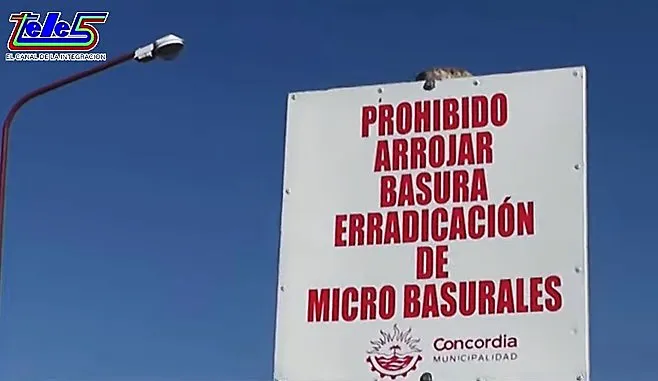 tele5
EL CANAL DE LA INTEGRACION
PROHIBIDO
ARROJAR
BASURA
ERRADICACIÓN
DE
MICRO BASURALES
Concordia
MUNICIPALIDAD